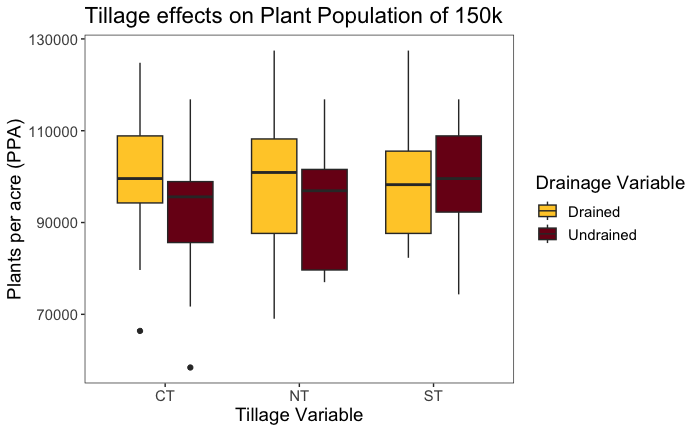 Tillage effects on Plant Population of 150k
Plants per acre (PPA)
130000
110000
90000
70000
CT NT ST
Tillage Variable
Drainage Variable
Drained
Undrained